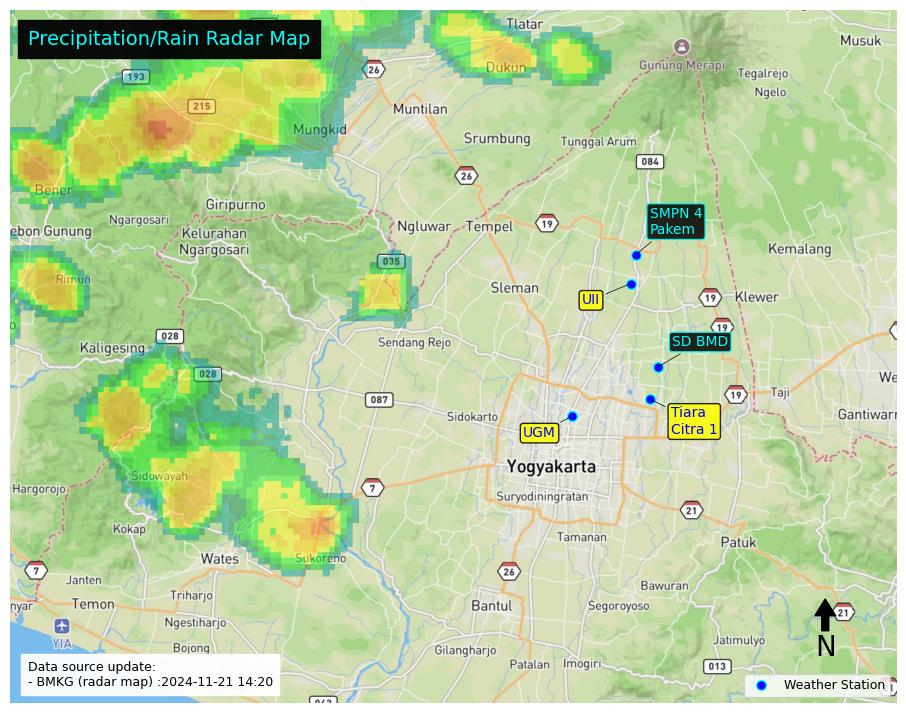 Precipitation/Rain Radar Map
Tlatar
Musuk
26
Dukun
Gunung Merapi
Tegalrejo
193
Ngelo
215
Muntilan
Mungkid
Srumbung
Tunggal Arum
084
26
Bener
Giripurno
SMPN 4
Pakem
Ngargosari
ebon Gunung
Kelurahan
Ngargosari
Ngluwar
Tempel
19
Kemalang
035
Rimun
Sleman
UII
19
Klewer
19
028
Kaligesing
Sendang Rejo
SD BMD
028
087
19
Taji
We
Sidokarto
Tiara
Citra 1
Gantiwarn
UGM
Yogyakarta
Sidowayah
Hargorojo
7
Suryodiningratan
21
Kokap
Tamanan
Patuk
Wates
Sukoreno
7
26
Janten
Bawuran
Triharjo
nyar
Temon
Bantul
Segoroyoso
21
Ngestiharjo
YIA
N
Bojong
Gilangharjo
Jatimulyo
Patalan
Imogiri
013
Data source update:
- BMKG (radar map) :2024-11-21 14:20
Weather Station